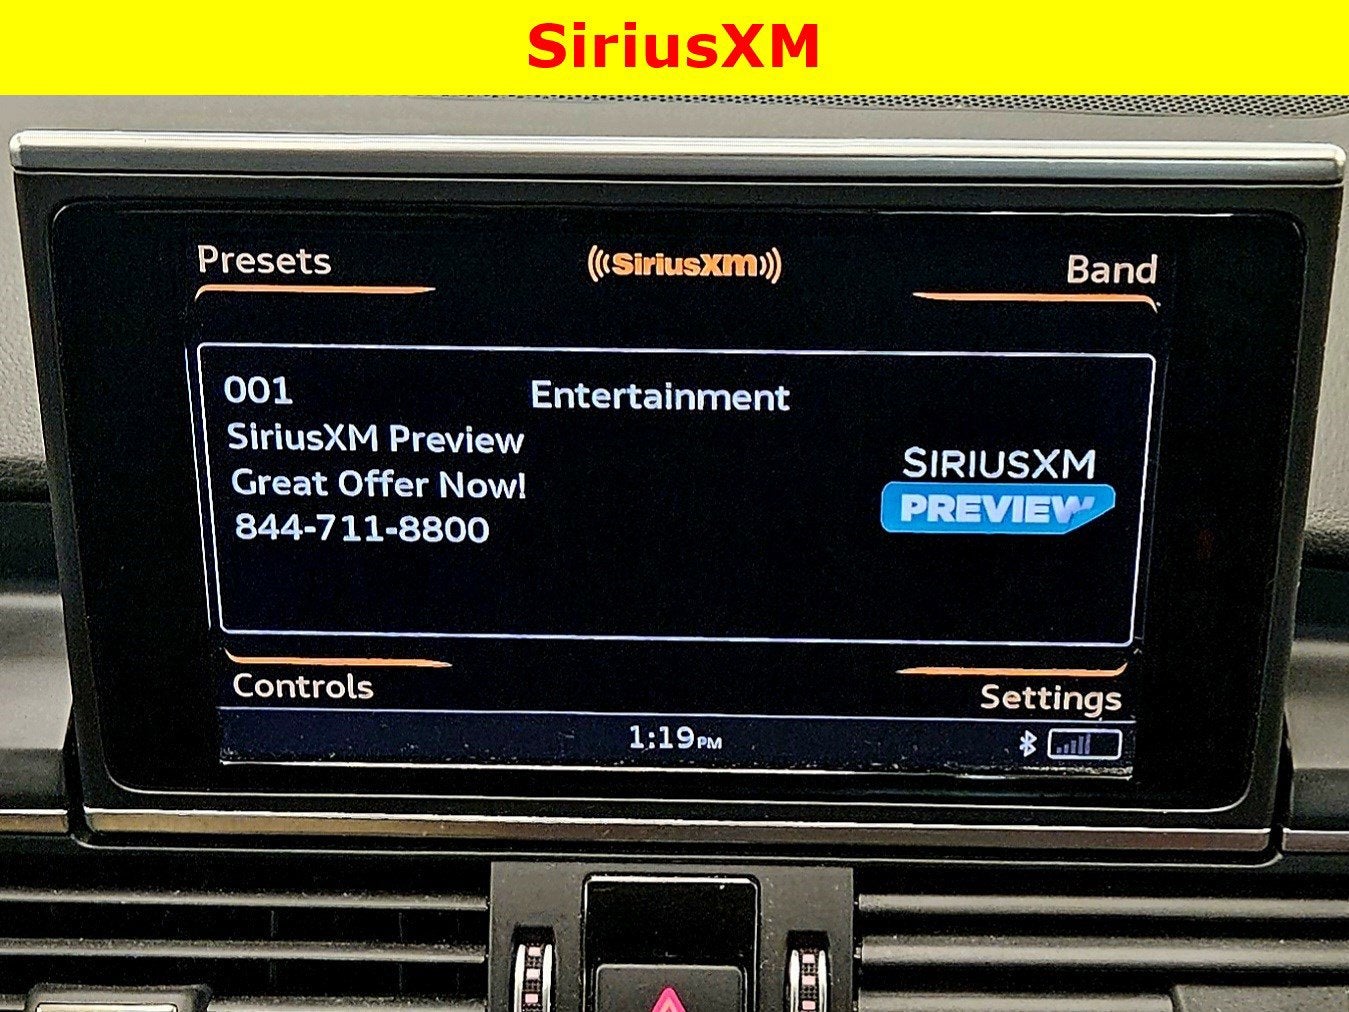 SiriusXM
Presets
SiriusXm
Band
001
Entertainment
SiriusXM Preview
Great Offer Now!
844-711-8800
SIRIUSXM
PREVIEW
Controls
Settings
1:19PM